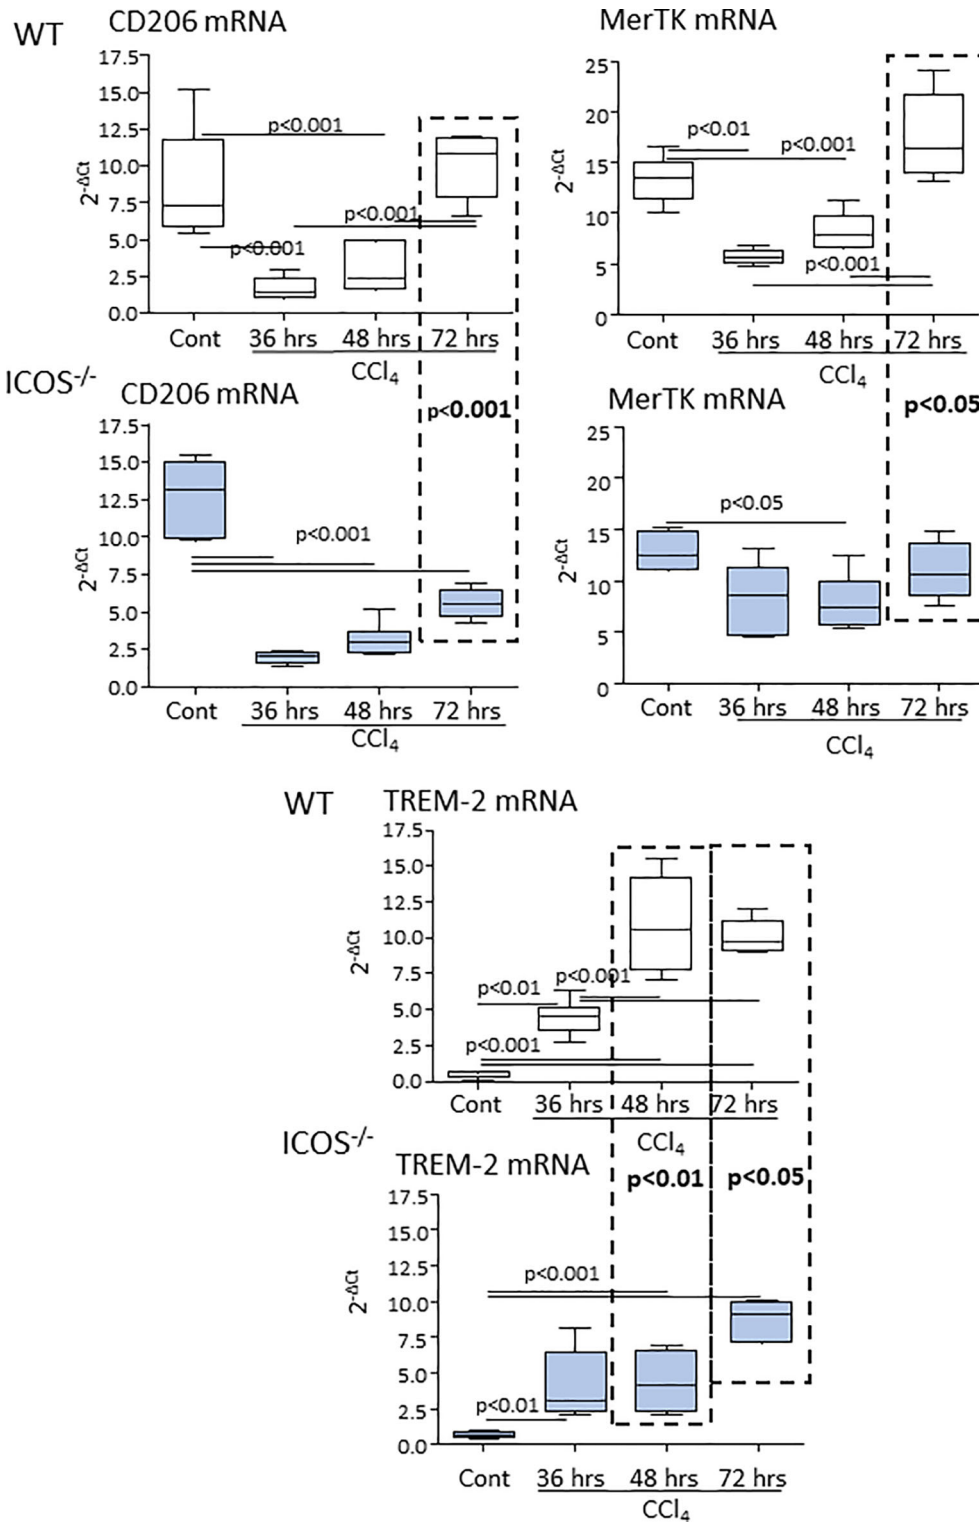 WT
CD206 mRNA
2-ΔCt
17.5
15.0
12.5
10.0
7.5
5.0
2.5
0.0
p<0.001
p<0.001
p<0.001
Cont 36 hrs 48 hrs 72 hrs
CCl4
MerTK mRNA
2-ΔCt
25
20
15
10
5
0
p<0.01
p<0.001
p<0.001
Cont 36 hrs 48 hrs 72 hrs
CCl4
p<0.001
p<0.05
ICOS-/-
CD206 mRNA
2-ΔCt
17.5
15.0
12.5
10.0
7.5
5.0
2.5
0.0
p<0.001
Cont 36 hrs 48 hrs 72 hrs
CCl4
MerTK mRNA
2-ΔCt
25
20
15
10
5
0
p<0.05
Cont 36 hrs 48 hrs 72 hrs
CCl4
WT
TREM-2 mRNA
2-ΔCt
17.5
15.0
12.5
10.0
7.5
5.0
2.5
0.0
p<0.001
p<0.01
p<0.001
Cont 36 hrs 48 hrs 72 hrs
CCl4
p<0.01 p<0.05
ICOS-/-
TREM-2 mRNA
2-ΔCt
17.5
15.0
12.5
10.0
7.5
5.0
2.5
0.0
p<0.001
p<0.01
Cont 36 hrs 48 hrs 72 hrs
CCl4